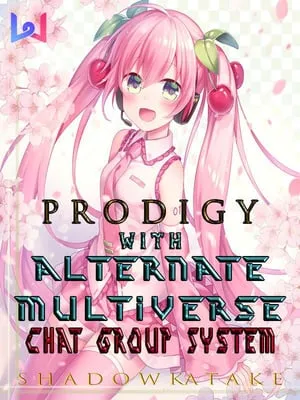 PRODIGY
WITH
ALTERNATE
MULTIVERSE
CHAT GROUP SYSTEM
SHADOWKATAKE